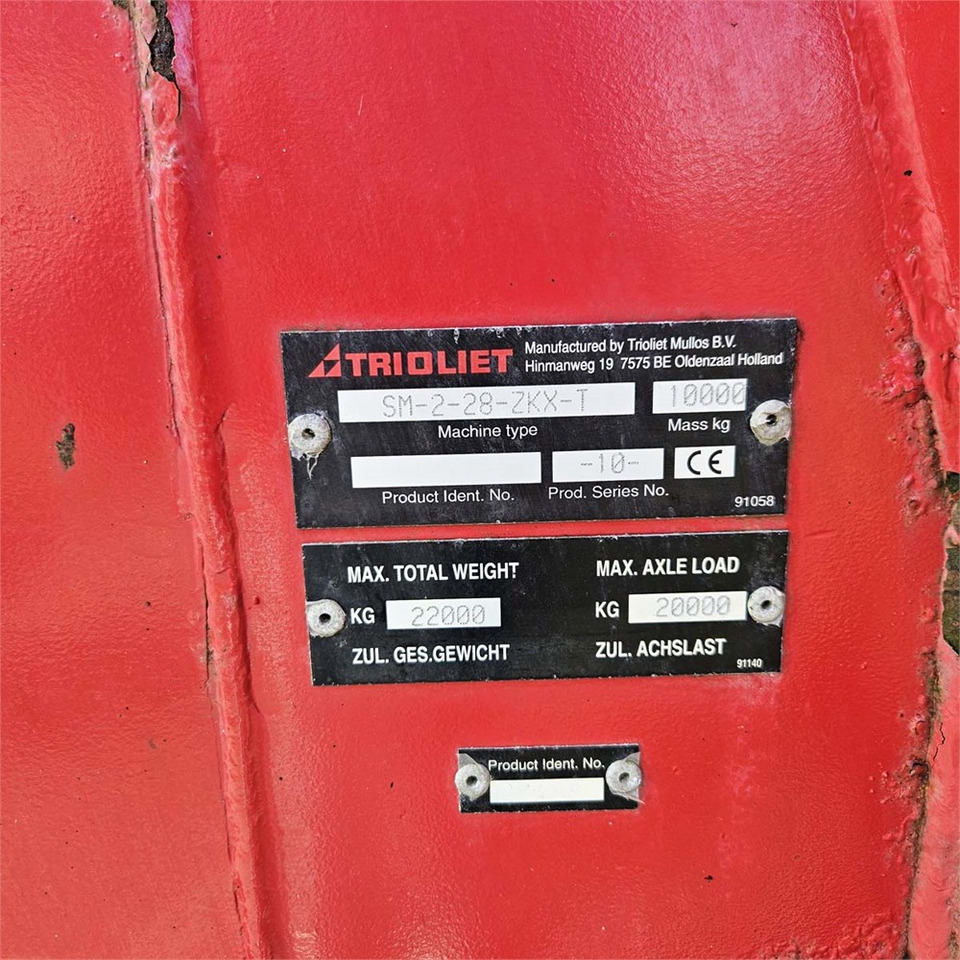 TRIOLIET
Manufactured by Trioliet Mullos B.V.
Hinmanweg 19 7575 BE Oldenzaal Holland
SM-2-28-ZKX-T
10000
Machine type
Mass kg
-10-
CE
Product Ident. No.
Prod. Series No.
91058
MAX. TOTAL WEIGHT
MAX. AXLE LOAD
KG 22000
KG 20000
ZUL. GES.GEWICHT
ZUL. ACHSLAST
91140
Product Ident. No.